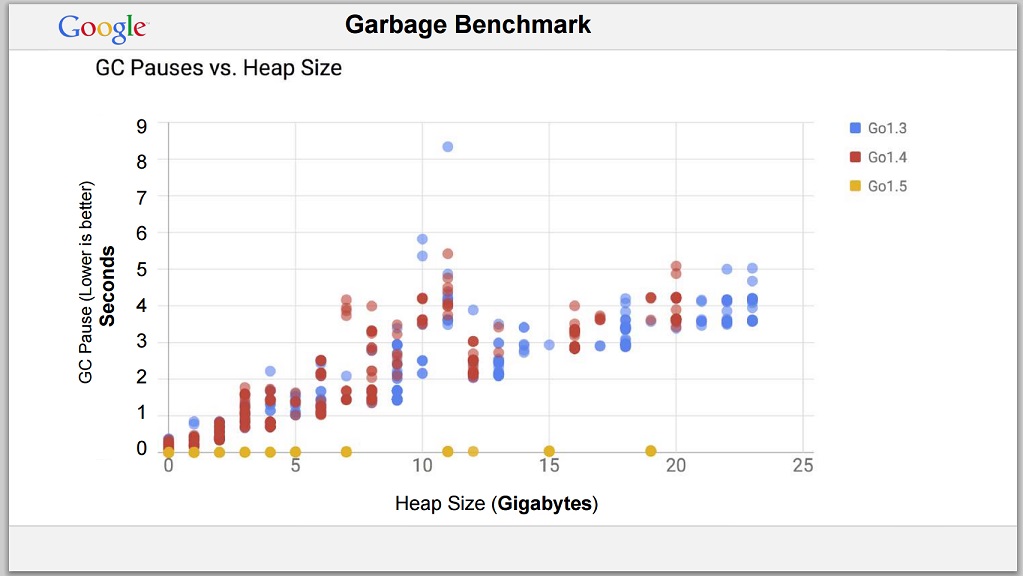 Google
Garbage Benchmark
GC Pauses vs. Heap Size
GC Pause (Lower is better)
Seconds
9
8
7
6
5
4
3
2
1
0
0 5 10 15 20 25
Heap Size (Gigabytes)
Go1.3
Go1.4
Go1.5